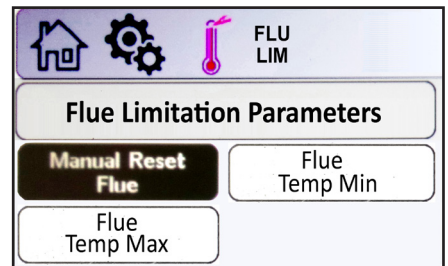 FLU
LIM
Flue Limitation Parameters
Manual Reset
Flue
Flue
Temp Min
Flue
Temp Max